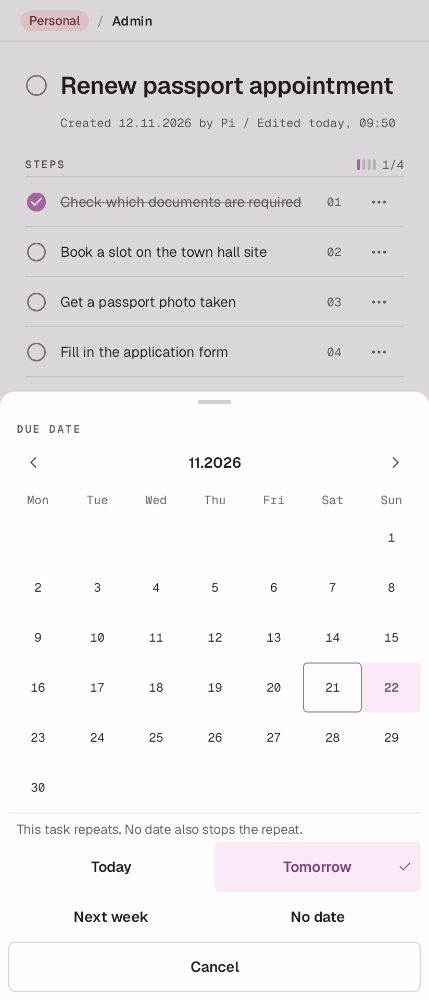 Personal / Admin
Renew passport appointment
Created 12.11.2026 by Pi / Edited today, 09:50
STEPS 1/4
Check which documents are required 01 •••
Book a slot on the town hall site 02 •••
Get a passport photo taken 03 •••
Fill in the application form 04 •••
DUE DATE
11.2026
Mon Tue Wed Thu Fri Sat Sun
1
2 3 4 5 6 7 8
9 10 11 12 13 14 15
16 17 18 19 20 21 22
23 24 25 26 27 28 29
30
This task repeats. No date also stops the repeat.
Today Tomorrow
Next week No date
Cancel